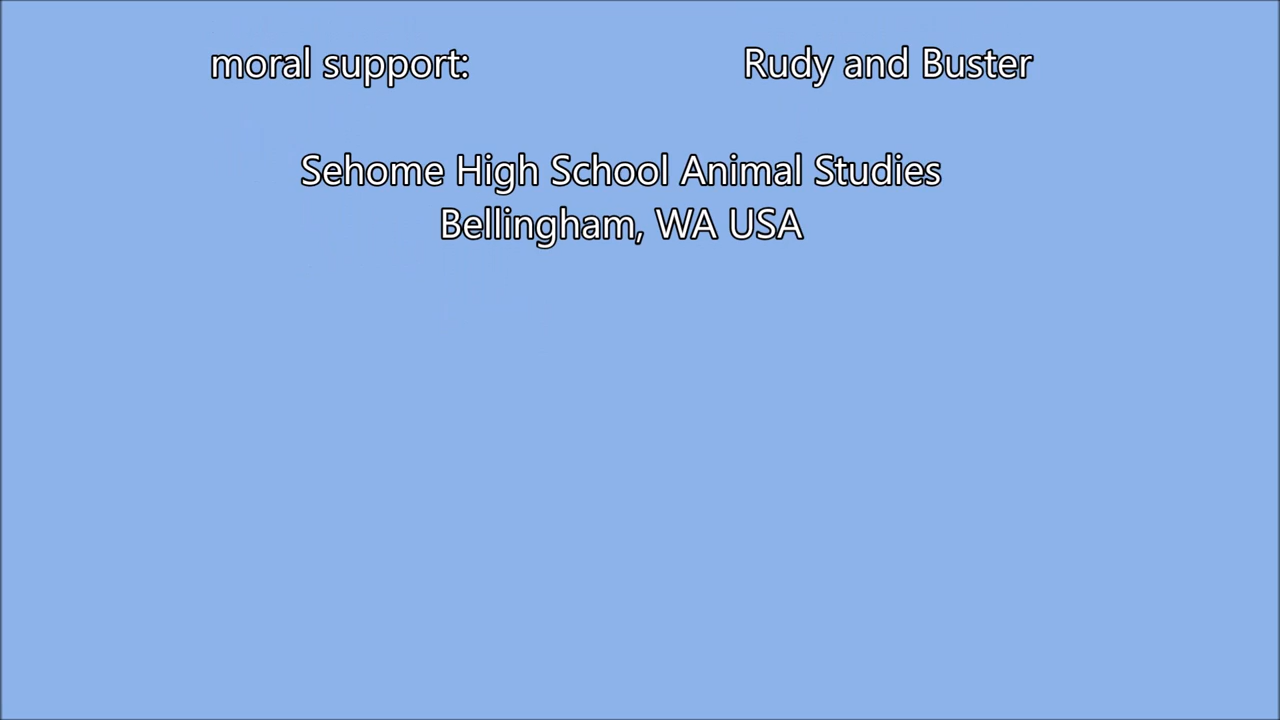 moral support: Rudy and Buster
Sehome High School Animal Studies
Bellingham, WA USA